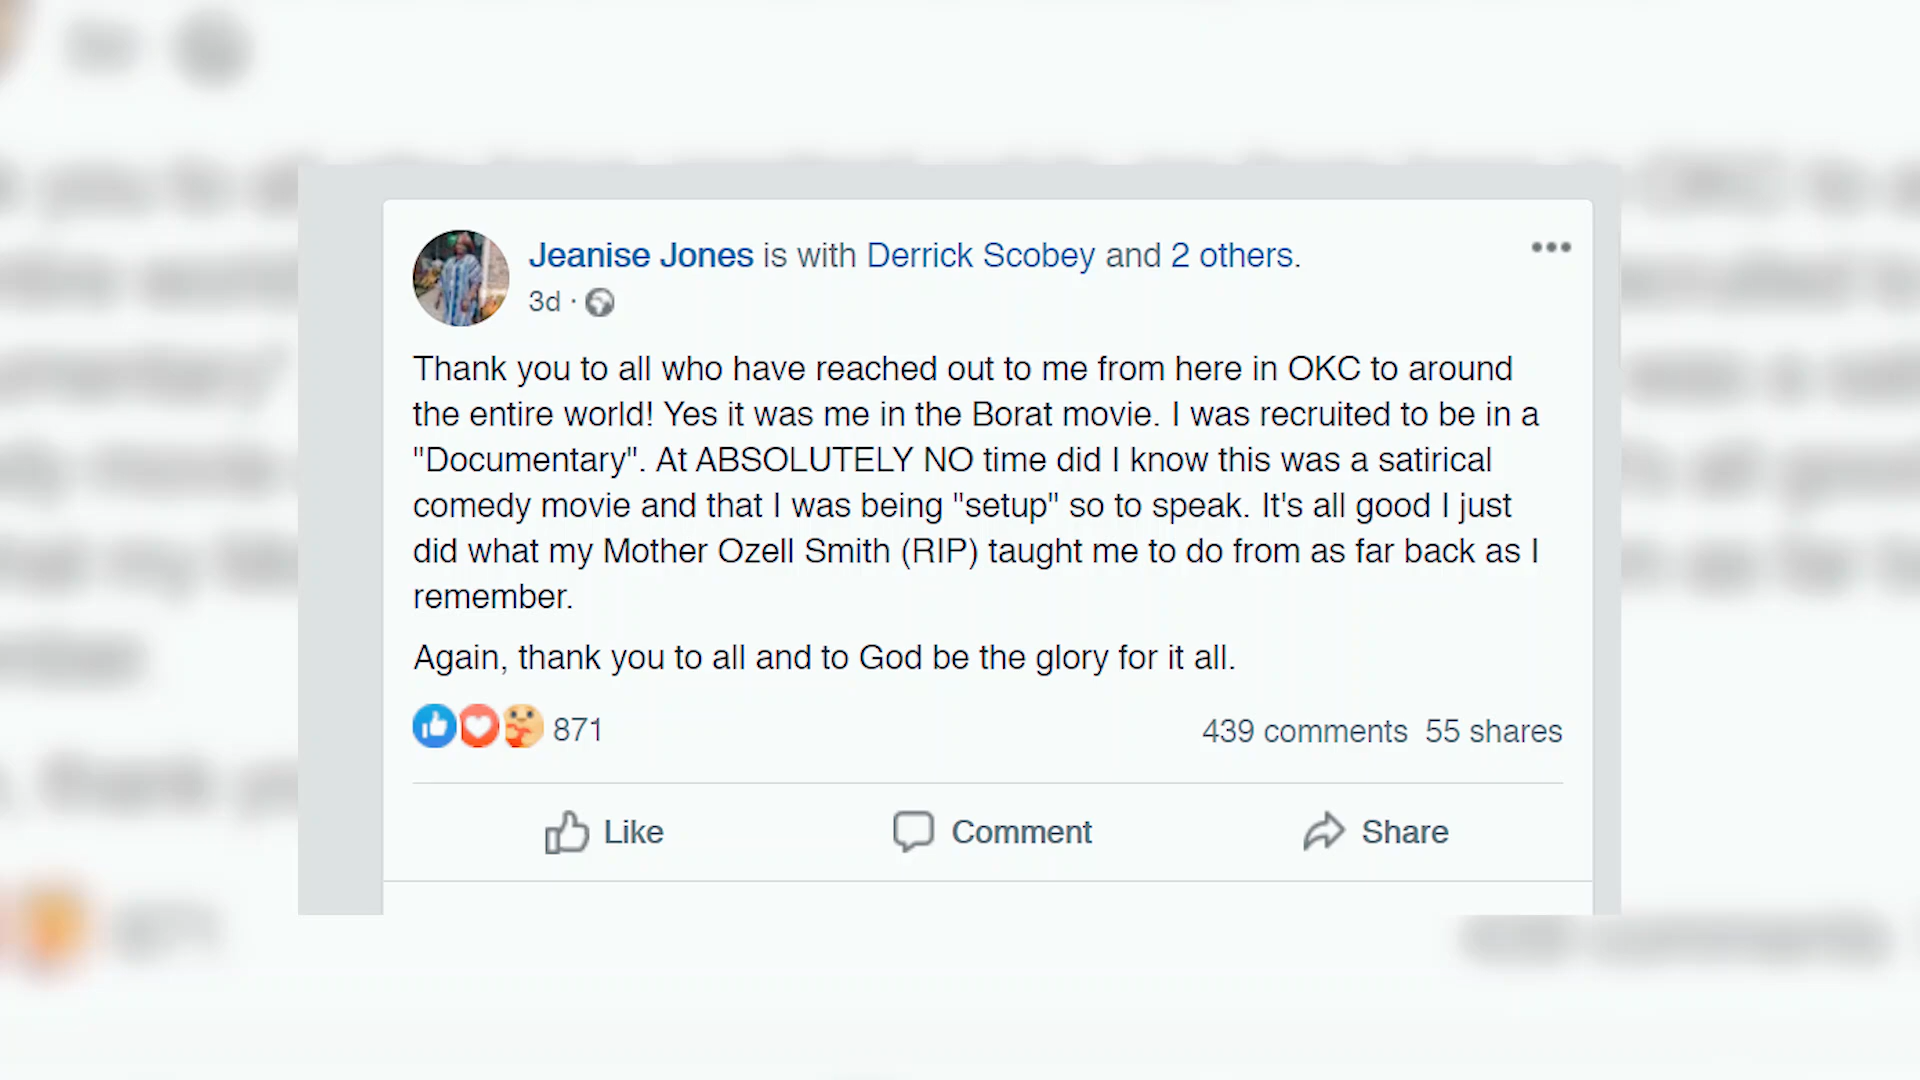 Jeanise Jones is with Derrick Scobey and 2 others.
3d ·
Thank you to all who have reached out to me from here in OKC to around
the entire world! Yes it was me in the Borat movie. I was recruited to be in a
"Documentary". At ABSOLUTELY NO time did I know this was a satirical
comedy movie and that I was being "setup" so to speak. It's all good I just
did what my Mother Ozell Smith (RIP) taught me to do from as far back as I
remember.
Again, thank you to all and to God be the glory for it all.
871 439 comments 55 shares
Like Comment Share